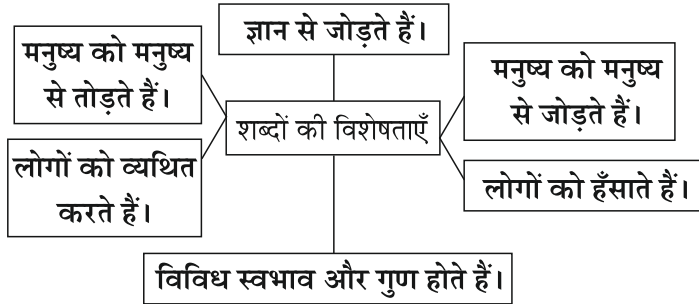 ज्ञान से जोड़ते हैं।
मनुष्य को मनुष्य
से तोड़ते हैं।
मनुष्य को मनुष्य
से जोड़ते हैं।
शब्दों की विशेषताएँ
लोगों को व्यथित
करते हैं।
लोगों को हँसाते हैं।
विविध स्वभाव और गुण होते हैं।